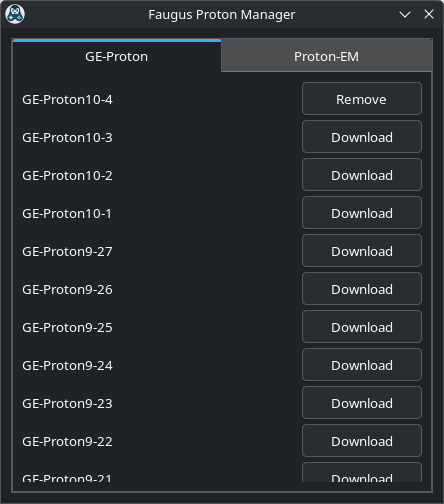 Faugus Proton Manager
GE-Proton Proton-EM
GE-Proton10-4 Remove
GE-Proton10-3 Download
GE-Proton10-2 Download
GE-Proton10-1 Download
GE-Proton9-27 Download
GE-Proton9-26 Download
GE-Proton9-25 Download
GE-Proton9-24 Download
GE-Proton9-23 Download
GE-Proton9-22 Download
GE-Proton9-21 Download